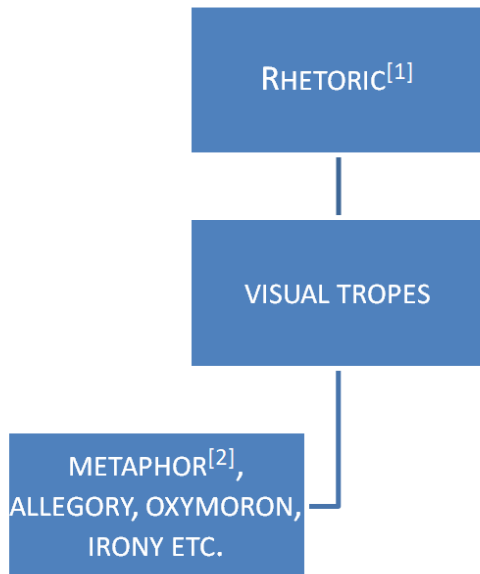 RHETORIC[1]
VISUAL TROPES
METAPHOR[2],
ALLEGORY, OXYMORON,
IRONY ETC.